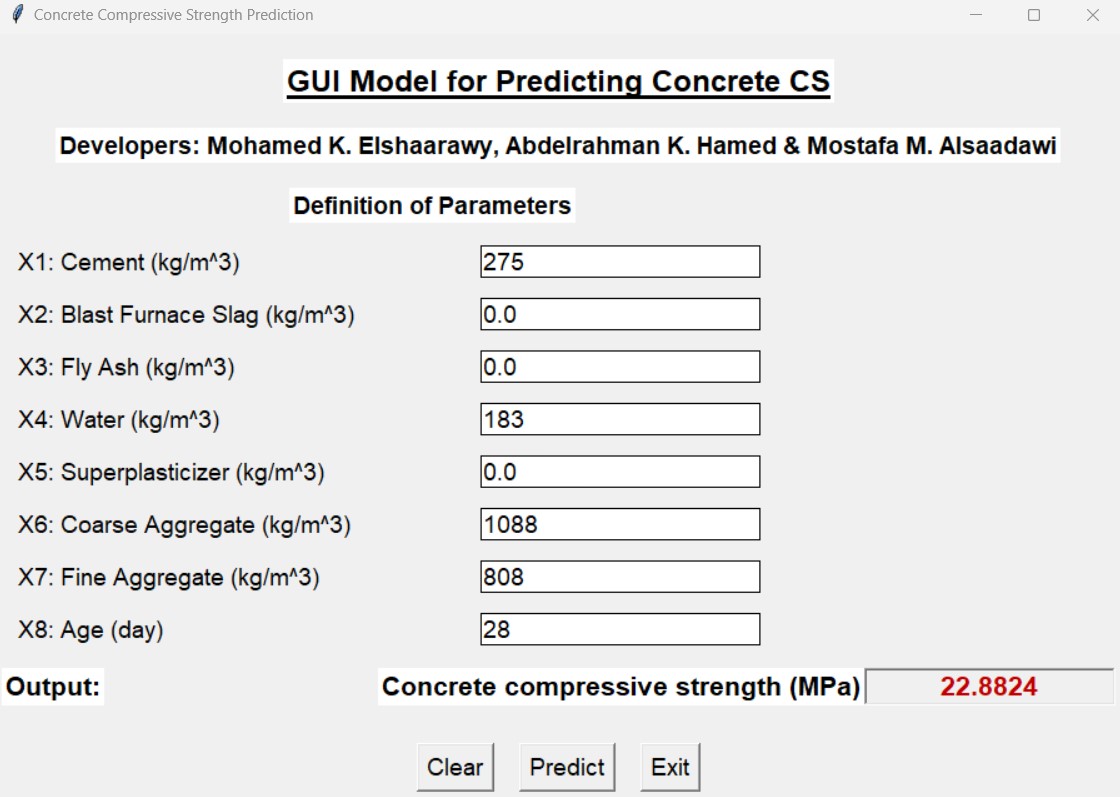 Concrete Compressive Strength Prediction
GUI Model for Predicting Concrete CS
Developers: Mohamed K. Elshaarawy, Abdelrahman K. Hamed & Mostafa M. Alsaadawi
Definition of Parameters
X1: Cement (kg/m^3) 275
X2: Blast Furnace Slag (kg/m^3) 0.0
X3: Fly Ash (kg/m^3) 0.0
X4: Water (kg/m^3) 183
X5: Superplasticizer (kg/m^3) 0.0
X6: Coarse Aggregate (kg/m^3) 1088
X7: Fine Aggregate (kg/m^3) 808
X8: Age (day) 28
Output: Concrete compressive strength (MPa) 22.8824
Clear Predict Exit